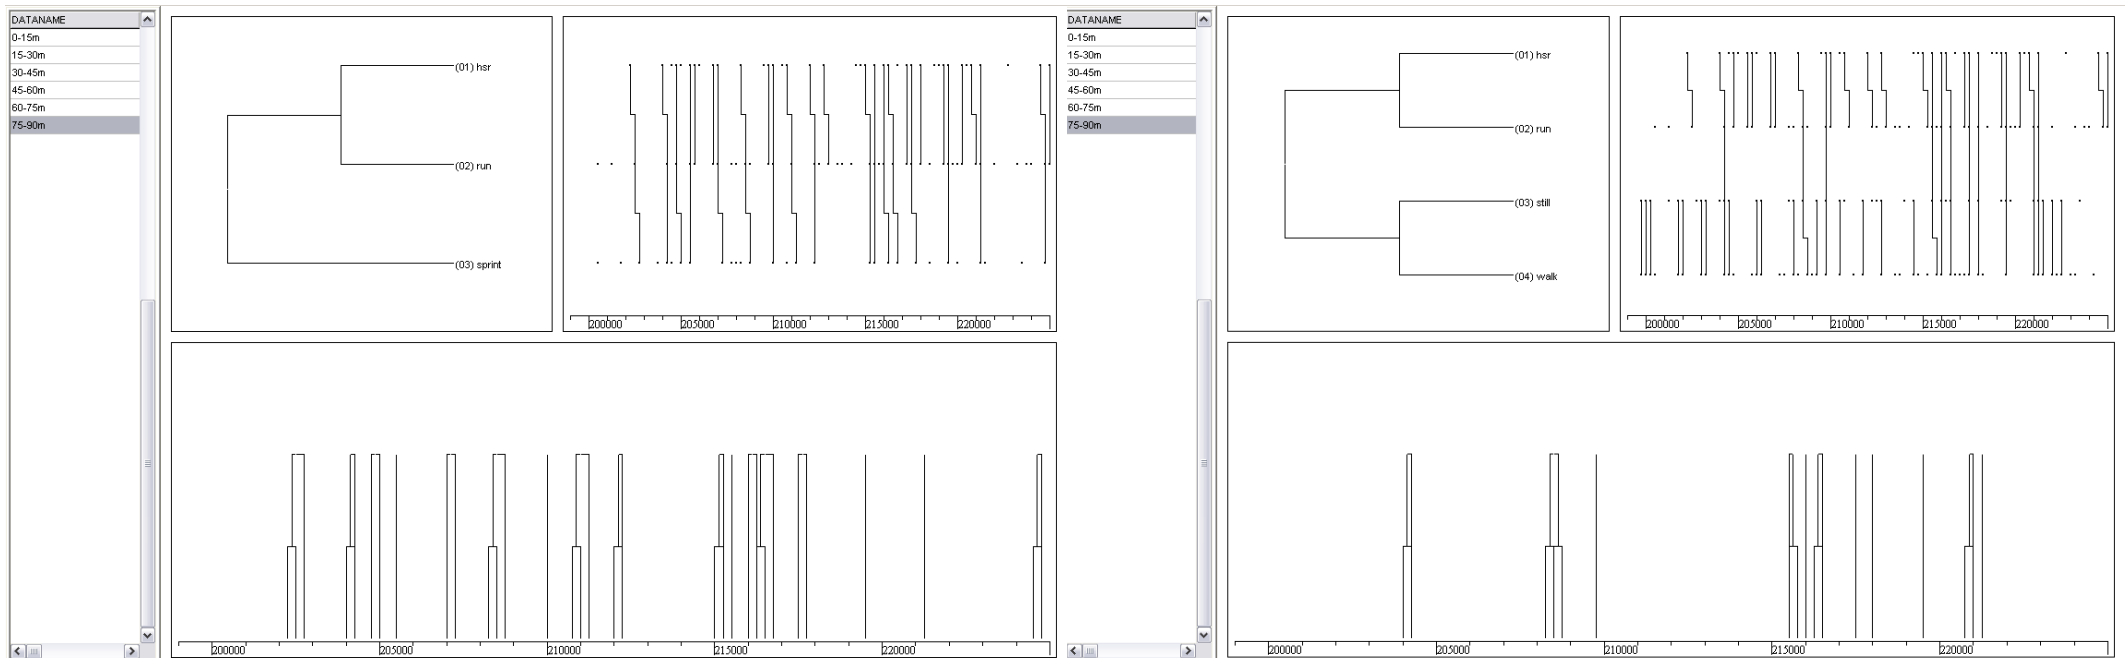 DATANAME
0-15m
15-30m
30-45m
45-60m
60-75m
75-90m
(01) hsr
(02) run
(03) sprint
200000 205000 210000 215000 220000
200000 205000 210000 215000 220000
DATANAME
0-15m
15-30m
30-45m
45-60m
60-75m
75-90m
(01) hsr
(02) run
(03) still
(04) walk
200000 205000 210000 215000 220000
200000 205000 210000 215000 220000